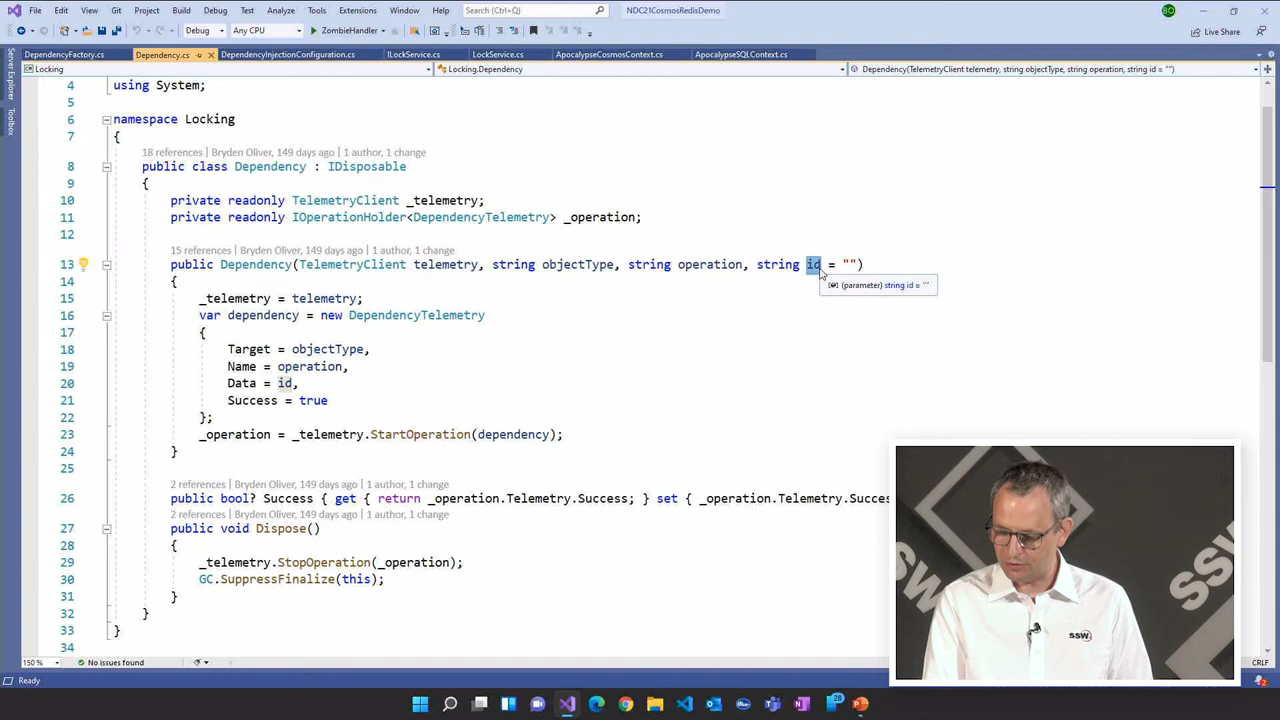 File Edit View Git Project Build Debug Test Analyze Tools Extensions Window Help Search (Ctrl+Q) NDC21CosmosRedisDemo BO
Debug Any CPU ZombieHandler Live Share
DependencyFactory.cs Dependency.cs DependencyInjectionConfiguration.cs ILockService.cs LockService.cs ApocalypseCosmosContext.cs ApocalypseSQLContext.cs
Locking Locking.Dependency Dependency(TelemetryClient telemetry, string objectType, string operation, string id = "")
Server Explorer
Toolbox
4 using System;
5
6 namespace Locking
7 {
18 references | Bryden Oliver, 149 days ago | 1 author, 1 change
8 public class Dependency : IDisposable
9 {
10 private readonly TelemetryClient _telemetry;
11 private readonly IOperationHolder<DependencyTelemetry> _operation;
12
15 references | Bryden Oliver, 149 days ago | 1 author, 1 change
13 public Dependency(TelemetryClient telemetry, string objectType, string operation, string id = "")
14 {
(parameter) string id = ""
15 _telemetry = telemetry;
16 var dependency = new DependencyTelemetry
17 {
18 Target = objectType,
19 Name = operation,
20 Data = id,
21 Success = true
22 };
23 _operation = _telemetry.StartOperation(dependency);
24 }
25
2 references | Bryden Oliver, 149 days ago | 1 author, 1 change
26 public bool? Success { get { return _operation.Telemetry.Success; } set { _operation.Telemetry.Succes
2 references | Bryden Oliver, 149 days ago | 1 author, 1 change
27 public void Dispose()
28 {
29 _telemetry.StopOperation(_operation);
30 GC.SuppressFinalize(this);
31 }
32 }
33 }
34
SSW
SSW
SSW
150 % No issues found CRLF
Ready 2
28